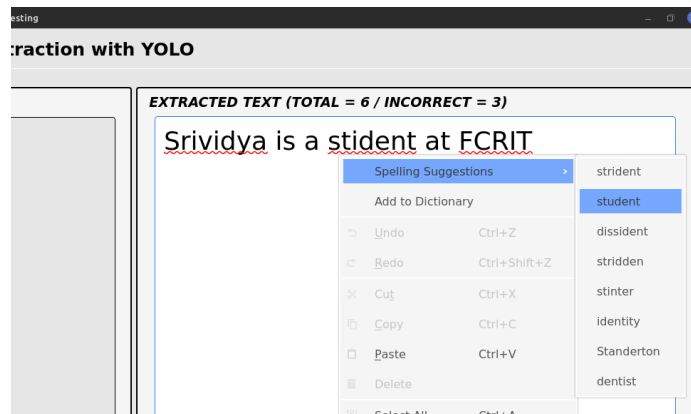 esting
traction with YOLO
EXTRACTED TEXT (TOTAL = 6 / INCORRECT = 3)
Srividya is a stident at FCRIT
Spelling Suggestions
Add to Dictionary
Undo Ctrl+Z
Redo Ctrl+Shift+Z
Cut Ctrl+X
Copy Ctrl+C
Paste Ctrl+V
Delete
Select All Ctrl+A
strident
student
dissident
stridden
stinter
identity
Standerton
dentist